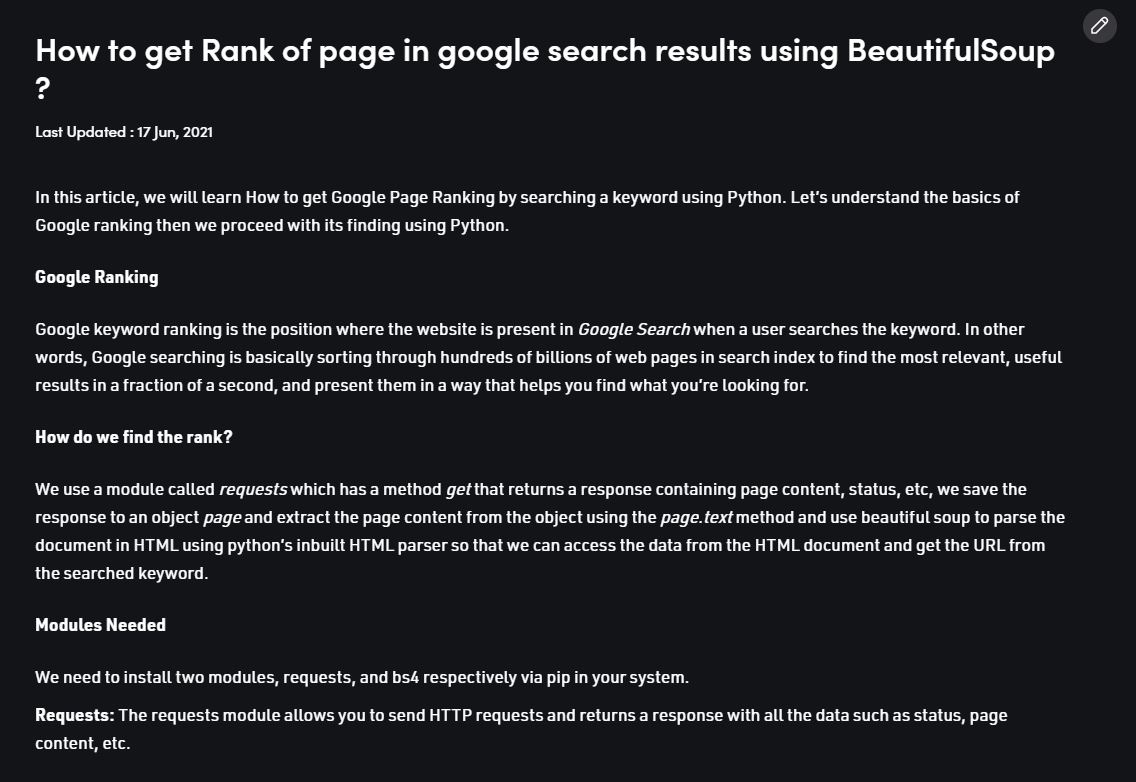 How to get Rank of page in google search results using BeautifulSoup
?
Last Updated : 17 Jun, 2021
In this article, we will learn How to get Google Page Ranking by searching a keyword using Python. Let’s understand the basics of
Google ranking then we proceed with its finding using Python.
Google Ranking
Google keyword ranking is the position where the website is present in Google Search when a user searches the keyword. In other
words, Google searching is basically sorting through hundreds of billions of web pages in search index to find the most relevant, useful
results in a fraction of a second, and present them in a way that helps you find what you’re looking for.
How do we find the rank?
We use a module called requests which has a method get that returns a response containing page content, status, etc, we save the
response to an object page and extract the page content from the object using the page.text method and use beautiful soup to parse the
document in HTML using python’s inbuilt HTML parser so that we can access the data from the HTML document and get the URL from
the searched keyword.
Modules Needed
We need to install two modules, requests, and bs4 respectively via pip in your system.
Requests: The requests module allows you to send HTTP requests and returns a response with all the data such as status, page
content, etc.